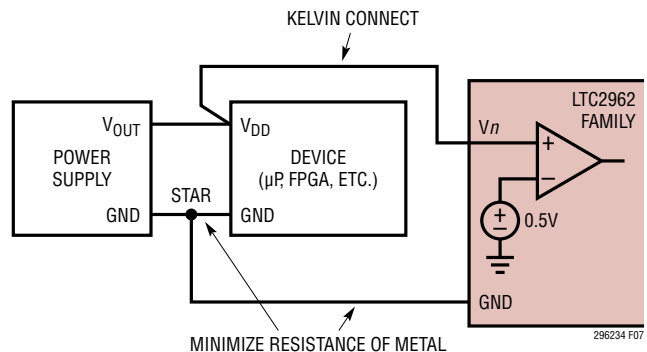 KELVIN CONNECT
LTC2962
FAMILY
VOUT
VDD
Vn
+
POWER
SUPPLY
DEVICE
(µP, FPGA, ETC.)
−
STAR
+
−
0.5V
GND
GND
GND
MINIMIZE RESISTANCE OF METAL
296234 F07